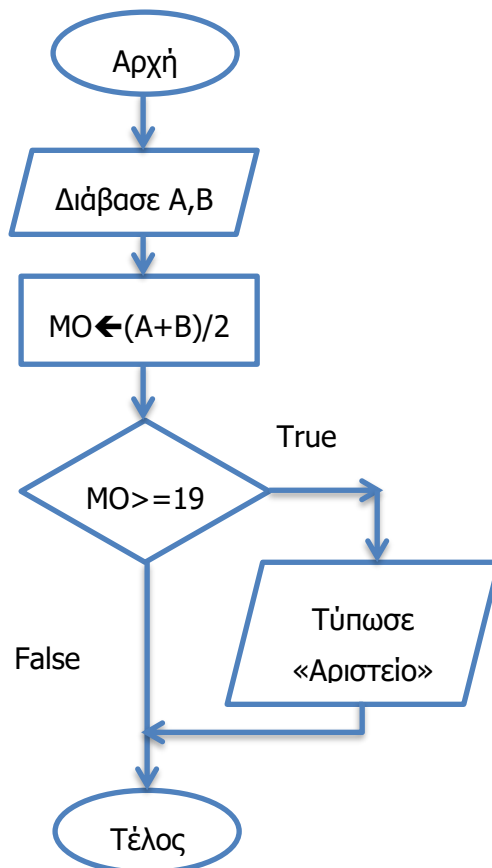 Αρχή
Διάβασε Α,Β
ΜΟ🡸(Α+Β)/2
True
ΜΟ>=19
Τύπωσε
«Αριστείο»
False
Τέλος